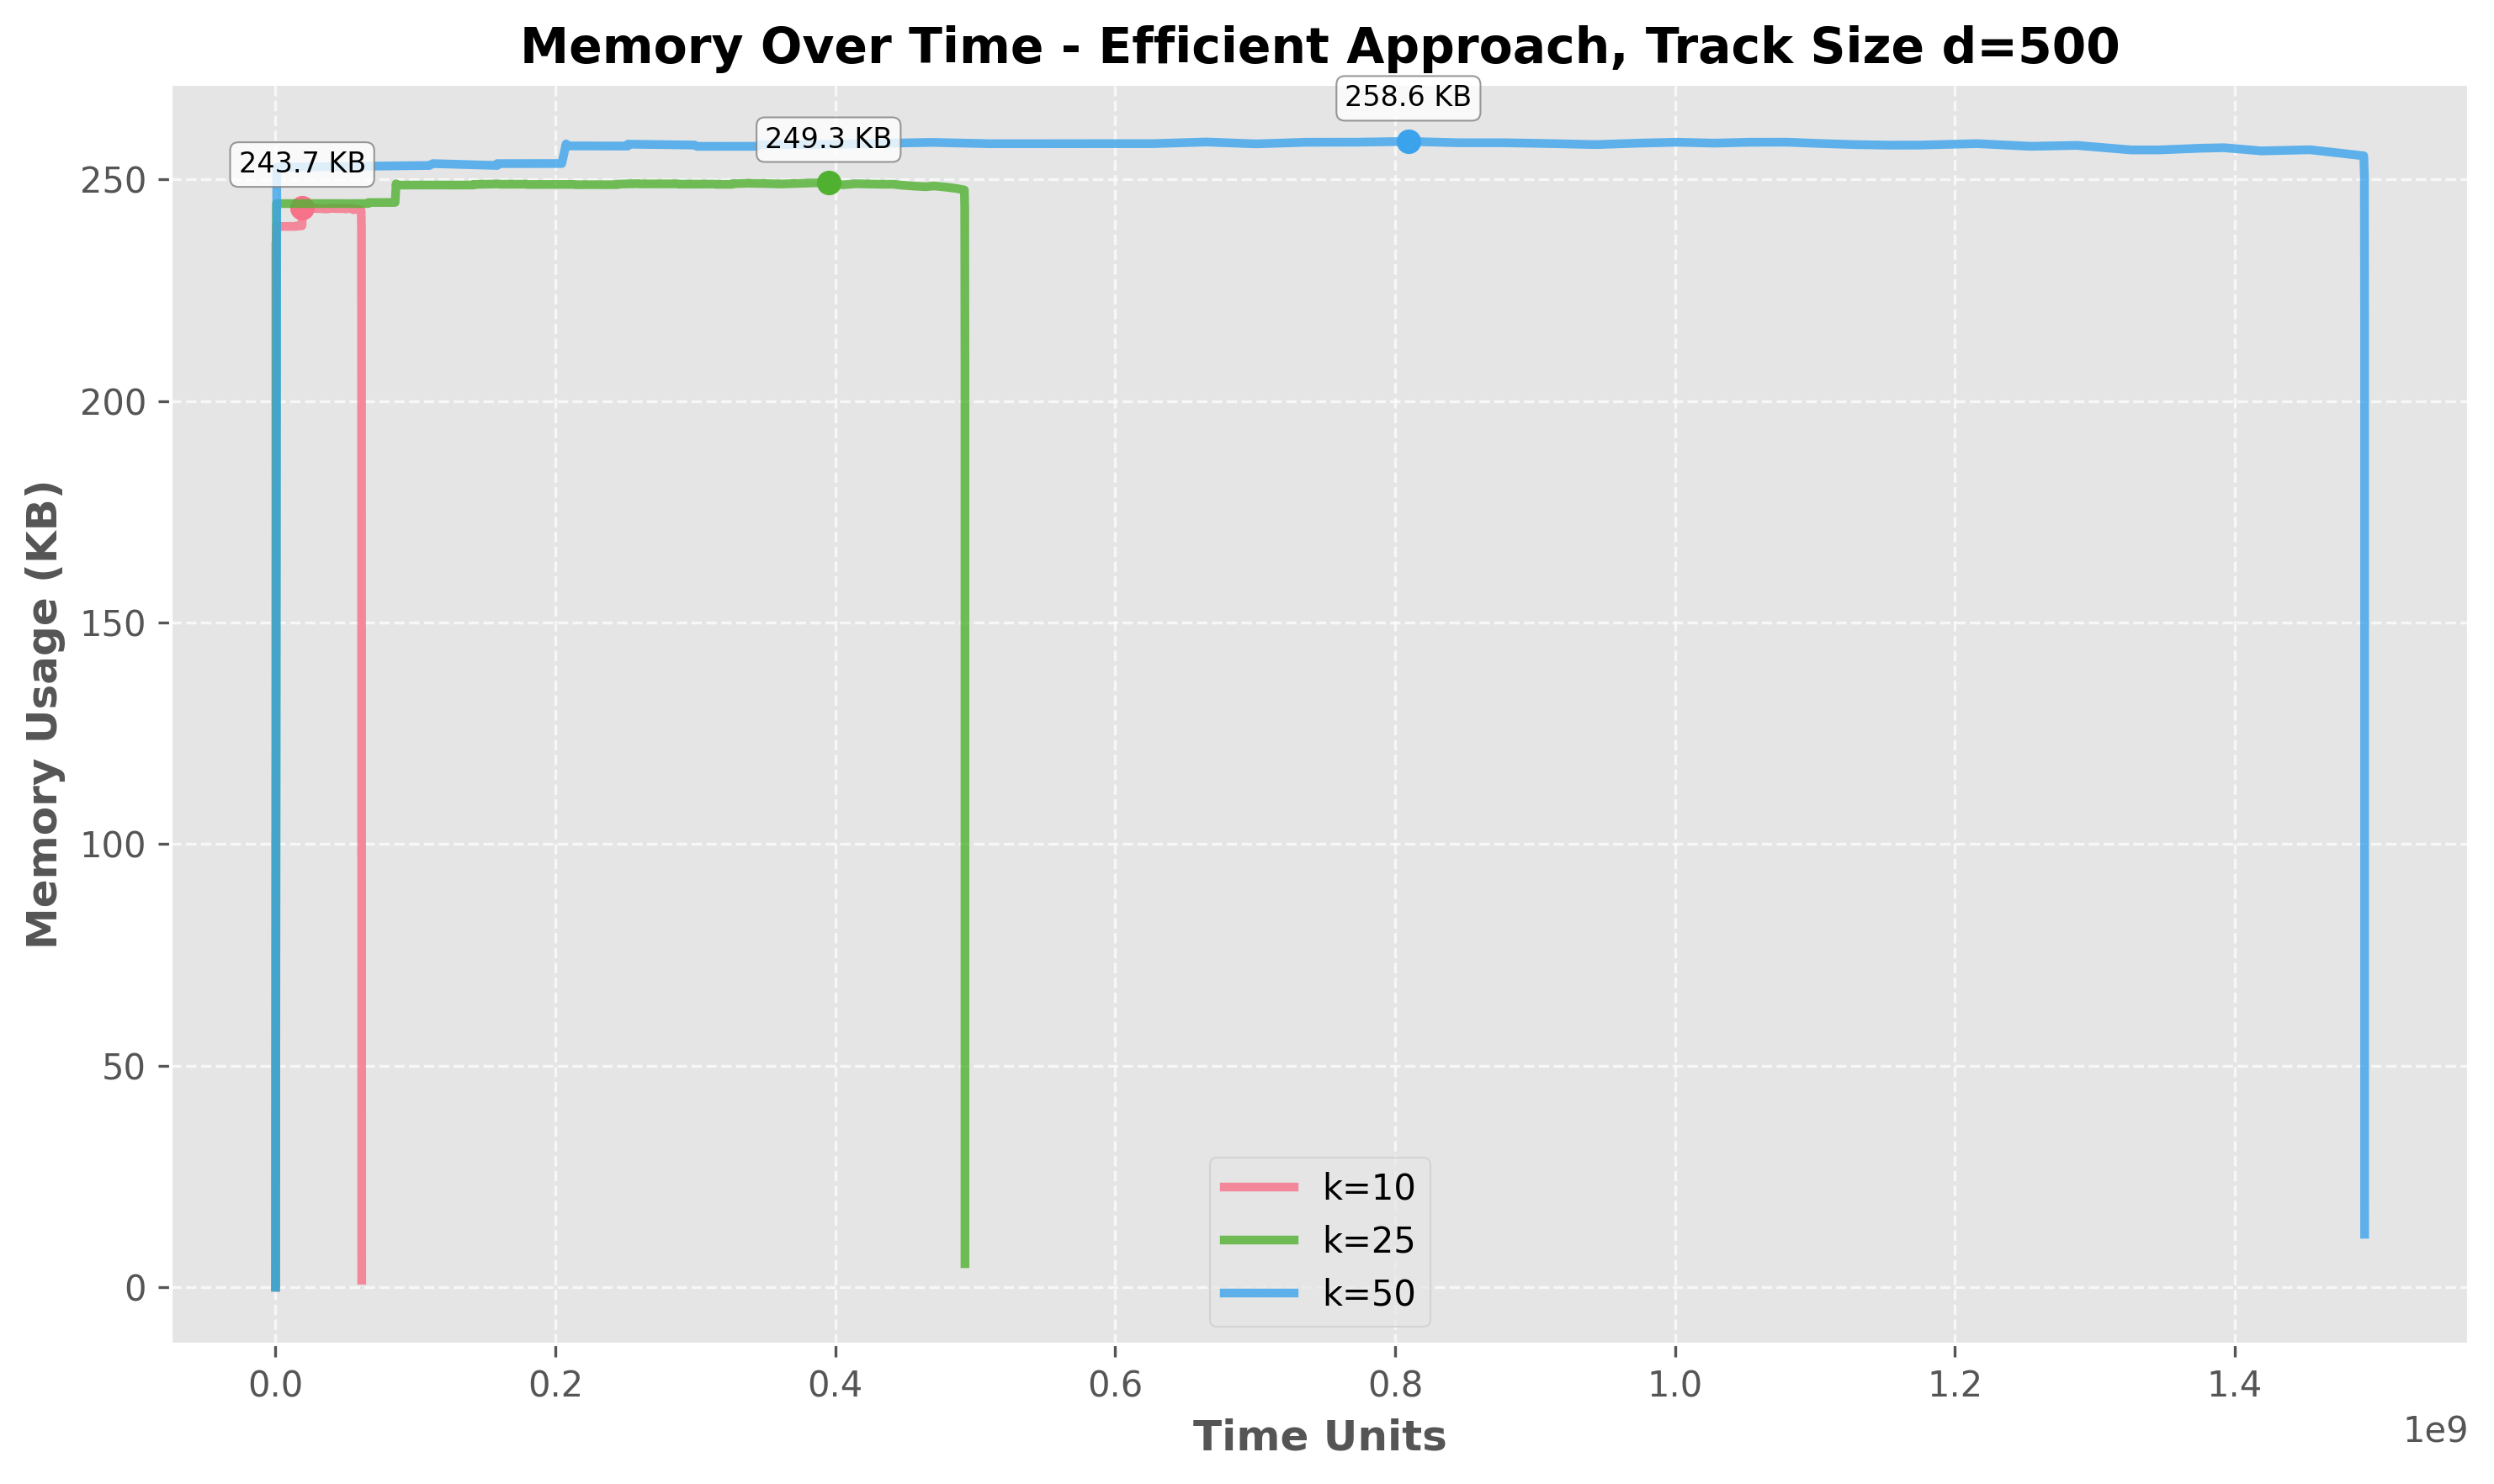 Memory Over Time - Efficient Approach, Track Size d=500
258.6 KB
249.3 KB
243.7 KB
Memory Usage (KB)
250
200
150
100
50
0
k=10
k=25
k=50
0.0 0.2 0.4 0.6 0.8 1.0 1.2 1.4
1e9
Time Units